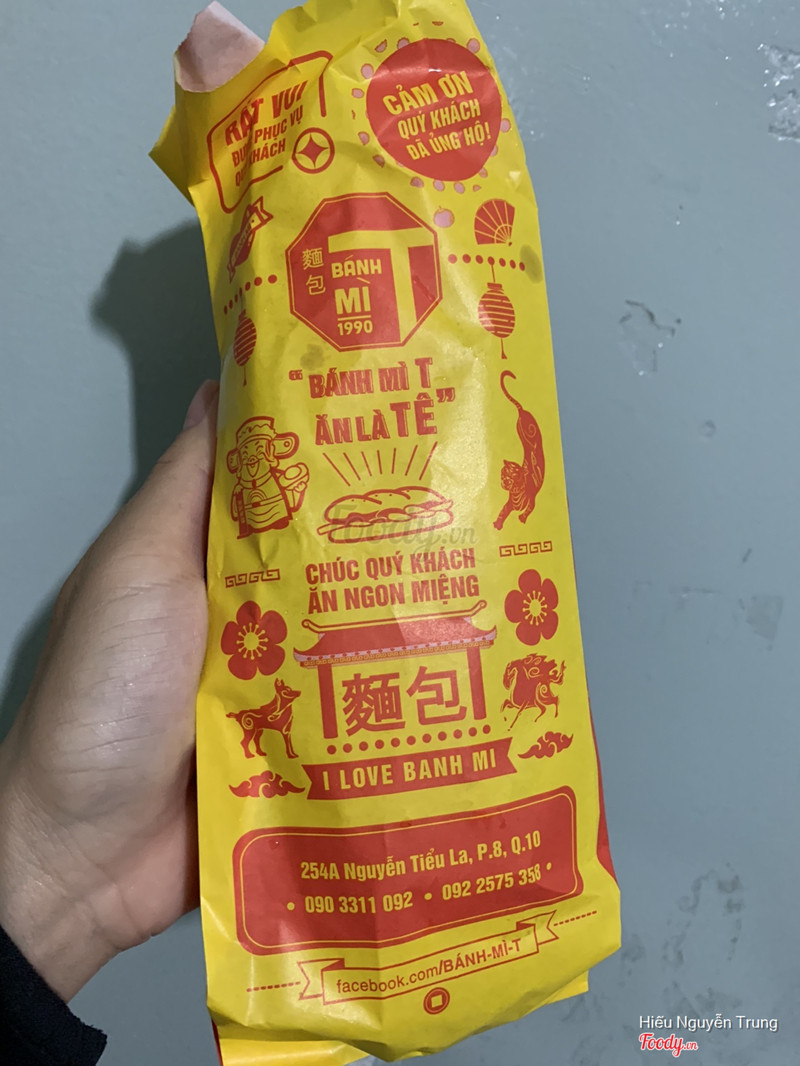 RẤT VUI
ĐƯỢC PHỤC VỤ
QUÝ KHÁCH
CẢM ƠN
QUÝ KHÁCH
ĐÃ ỦNG HỘ!
麵包
BÁNH
MÌ
1990
T
"BÁNH MÌ T
ĂN LÀ TÊ"
Foody.vn
CHÚC QUÝ KHÁCH
ĂN NGON MIỆNG
麵包
I LOVE BANH MI
254A Nguyễn Tiểu La, P.8, Q.10
• 090 3311 092 • 092 2575 358 •
facebook.com/BÁNH-MÌ-T
Hiếu Nguyễn Trung
Foody.vn